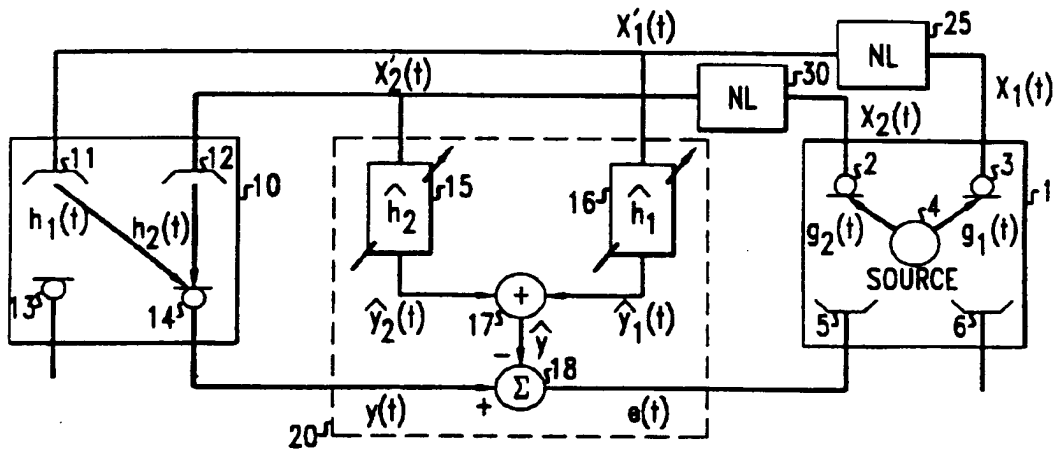 X′1(t)
25
NL
X′2(t)
30
NL
X1(t)
X2(t)
11
12
10
15
16
2
3
1
ĥ2
ĥ1
4
h1(t)
h2(t)
g2(t)
g1(t)
SOURCE
13
14
+
17
ŷ2(t)
ŷ
ŷ1(t)
5
6
−
Σ
18
+
y(t)
e(t)
20